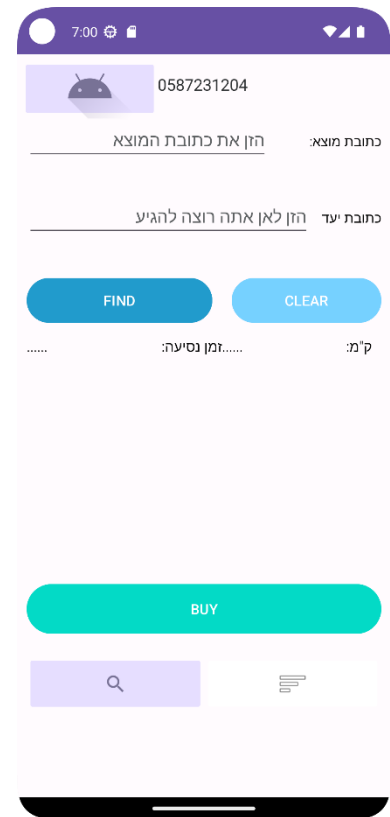 7:00
0587231204
כתובת מוצא: הזן את כתובת המוצא
כתובת יעד הזן לאן אתה רוצה להגיע
FIND CLEAR
ק"מ: ......זמן נסיעה: ......
BUY